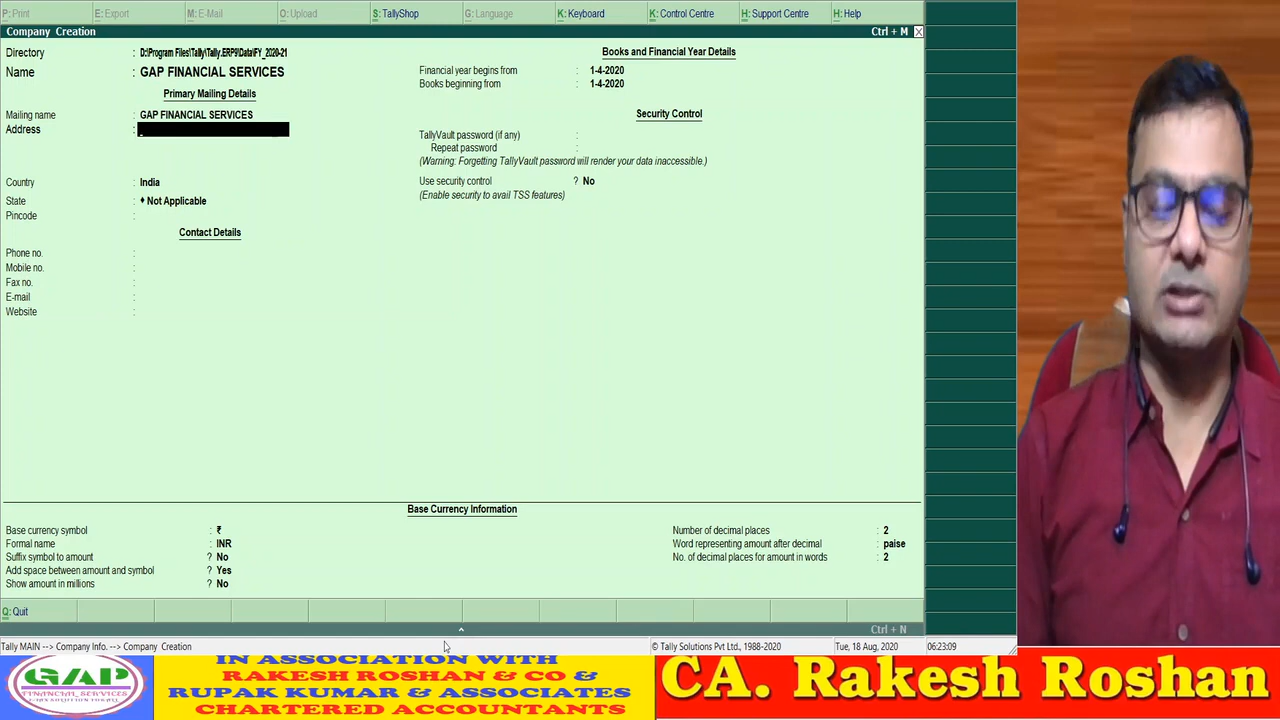 P: Print E: Export M: E-Mail O: Upload S: TallyShop G: Language K: Keyboard K: Control Centre H: Support Centre H: Help
Company Creation Ctrl + M
Directory : D:\Program Files\Tally\Tally.ERP9\Data\FY_2020-21
Name : GAP FINANCIAL SERVICES
Primary Mailing Details
Mailing name : GAP FINANCIAL SERVICES
Address :
Country : India
State : ♦ Not Applicable
Pincode :
Contact Details
Phone no. :
Mobile no. :
Fax no. :
E-mail :
Website :
Books and Financial Year Details
Financial year begins from : 1-4-2020
Books beginning from : 1-4-2020
Security Control
TallyVault password (if any) :
Repeat password :
(Warning: Forgetting TallyVault password will render your data inaccessible.)
Use security control ? No
(Enable security to avail TSS features)
Base Currency Information
Base currency symbol : ₹
Formal name : INR
Suffix symbol to amount ? No
Add space between amount and symbol ? Yes
Show amount in millions ? No
Number of decimal places : 2
Word representing amount after decimal : paise
No. of decimal places for amount in words : 2
Q: Quit
Ctrl + N
Tally MAIN --> Company Info. --> Company Creation © Tally Solutions Pvt Ltd., 1988-2020 Tue, 18 Aug, 2020 06:23:09
GAP
FINANCIAL SERVICES
IN ASSOCIATION WITH
RAKESH ROSHAN & CO &
RUPAK KUMAR & ASSOCIATES
CHARTERED ACCOUNTANTS
CA. Rakesh Roshan